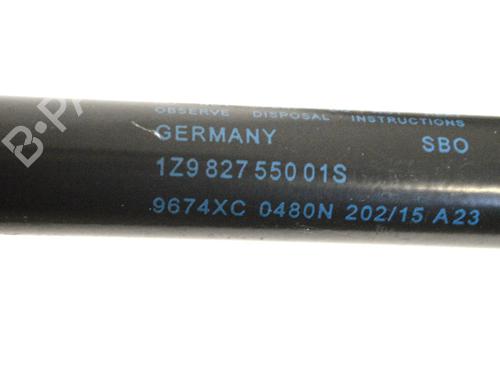 OBSERVE DISPOSAL INSTRUCTIONS
GERMANY SBO
1Z9 827 550 01S
9674XC 0480N 202/15 A23